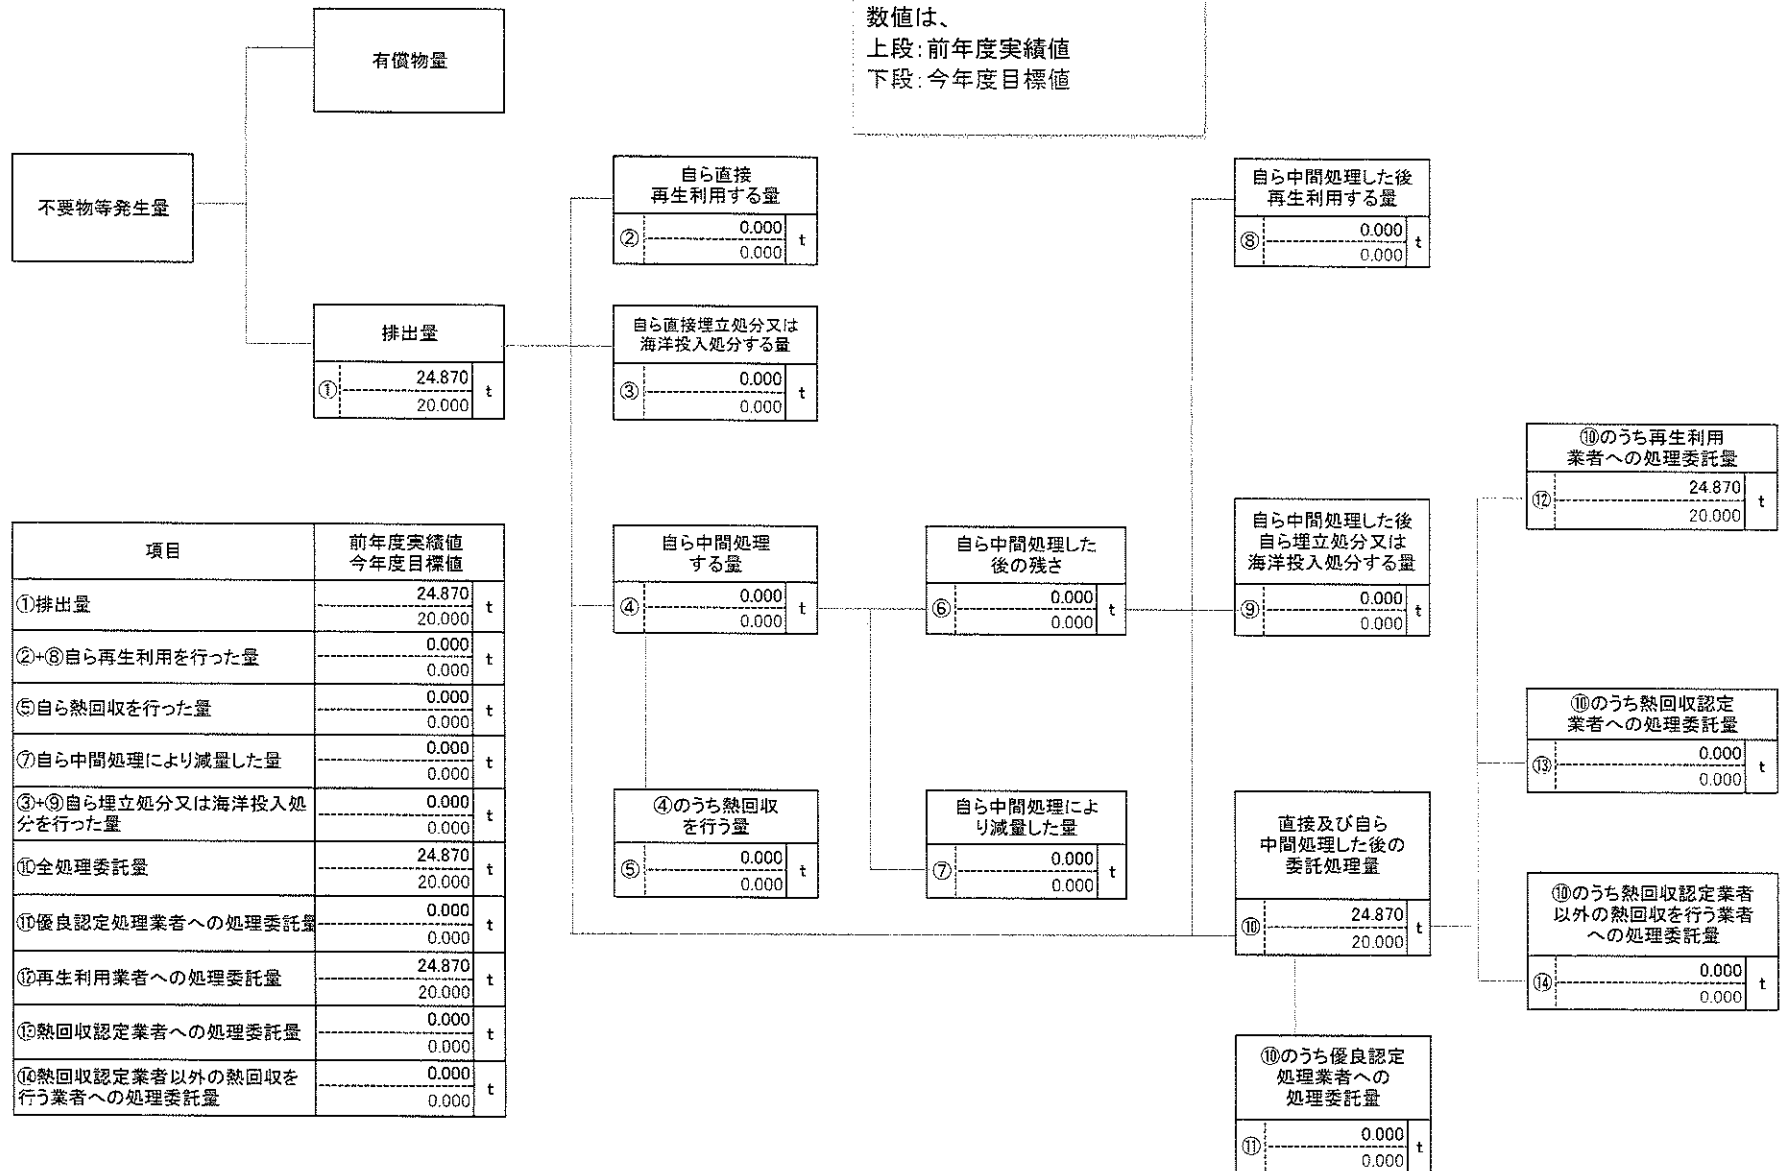 数値は、
上段:前年度実績値
下段:今年度目標値
有償物量
不要物等発生量
排出量
① 24.870 t
20.000
自ら直接
再生利用する量
② 0.000 t
0.000
自ら直接埋立処分又は
海洋投入処分する量
③ 0.000 t
0.000
自ら中間処理
する量
④ 0.000 t
0.000
④のうち熱回収
を行う量
⑤ 0.000 t
0.000
自ら中間処理した
後の残さ
⑥ 0.000 t
0.000
自ら中間処理によ
り減量した量
⑦ 0.000 t
0.000
自ら中間処理した後
再生利用する量
⑧ 0.000 t
0.000
自ら中間処理した後
自ら埋立処分又は
海洋投入処分する量
⑨ 0.000 t
0.000
直接及び自ら
中間処理した後の
委託処理量
⑩ 24.870 t
20.000
⑩のうち優良認定
処理業者への
処理委託量
⑪ 0.000 t
0.000
⑩のうち再生利用
業者への処理委託量
⑫ 24.870 t
20.000
⑩のうち熱回収認定
業者への処理委託量
⑬ 0.000 t
0.000
⑩のうち熱回収認定業者
以外の熱回収を行う業者
への処理委託量
⑭ 0.000 t
0.000
項目 前年度実績値
今年度目標値
①排出量 24.870 t
20.000
②+⑧自ら再生利用を行った量 0.000 t
0.000
⑤自ら熱回収を行った量 0.000 t
0.000
⑦自ら中間処理により減量した量 0.000 t
0.000
③+⑨自ら埋立処分又は海洋投入処
分を行った量 0.000 t
0.000
⑩全処理委託量 24.870 t
20.000
⑪優良認定処理業者への処理委託量 0.000 t
0.000
⑫再生利用業者への処理委託量 24.870 t
20.000
⑬熱回収認定業者への処理委託量 0.000 t
0.000
⑭熱回収認定業者以外の熱回収を
行う業者への処理委託量 0.000 t
0.000